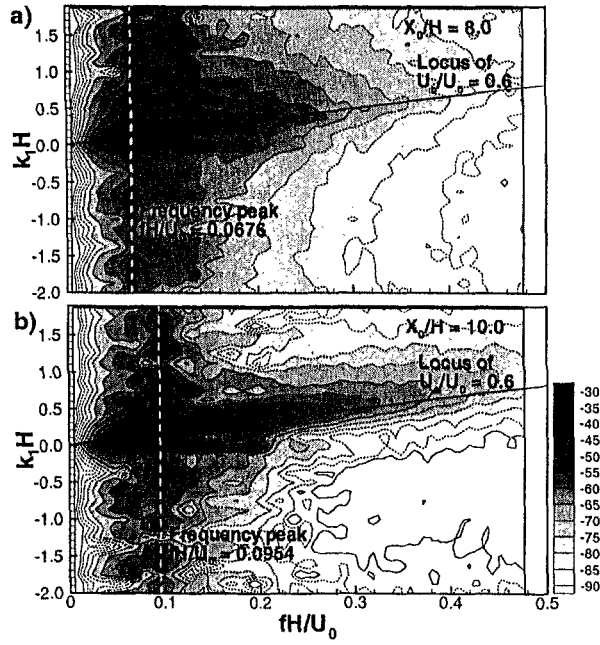 a)
X₀/H = 8.0
Locus of
U꜀/U₀ = 0.6
k₁H
1.5
1.0
0.5
0.0
-0.5
-1.0
-1.5
-2.0
Frequency peak
fH/U₀ = 0.0676
b)
X₀/H = 10.0
Locus of
U꜀/U₀ = 0.6
k₁H
1.5
1.0
0.5
0.0
-0.5
-1.0
-1.5
-2.0
Frequency peak
fH/U₀ = 0.0954
0 0.1 0.2 0.3 0.4 0.5
fH/U₀
-30
-35
-40
-45
-50
-55
-60
-65
-70
-75
-80
-85
-90